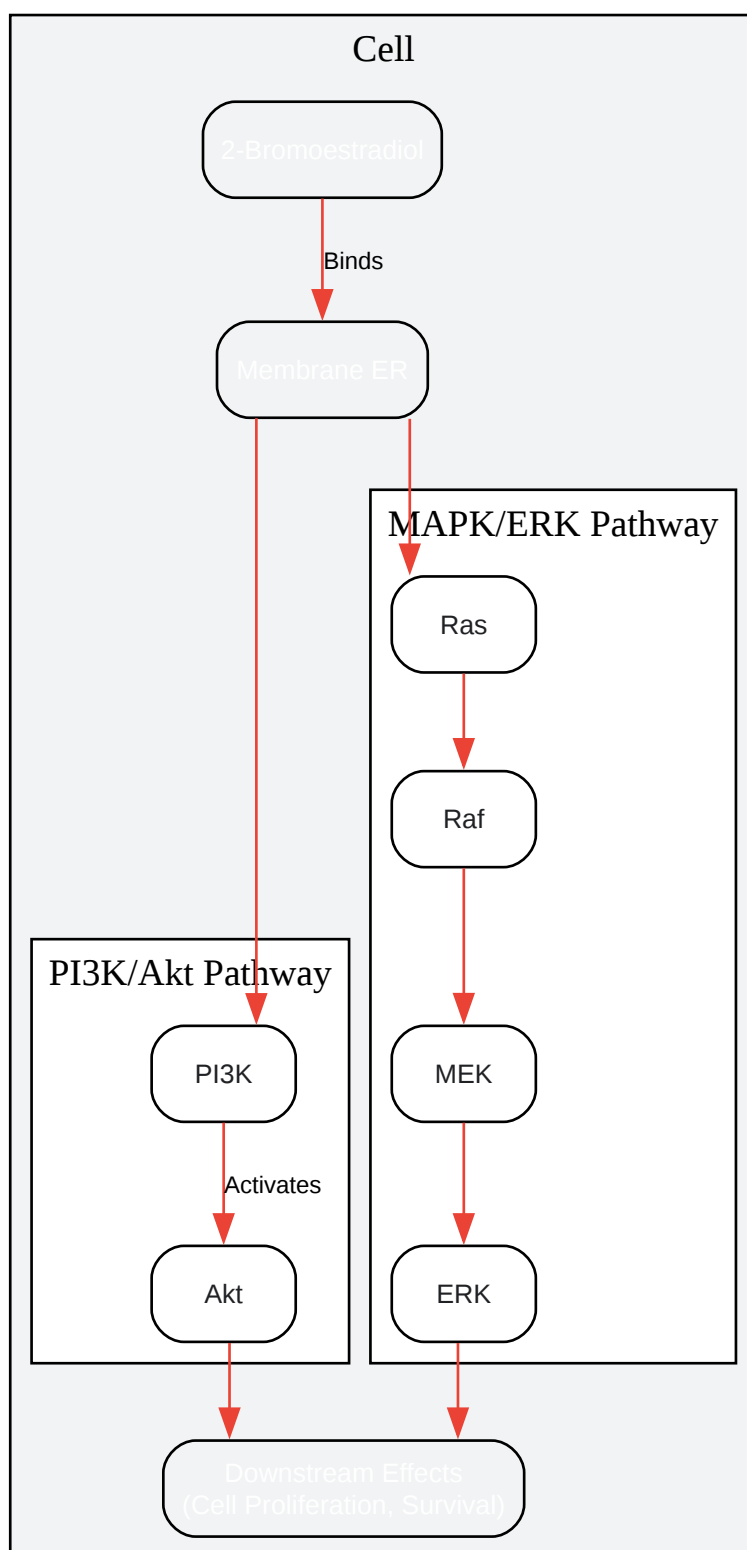 Cell
2-Bromoestradiol
Binds
Membrane ER
MAPK/ERK Pathway
Ras
Raf
PI3K/Akt Pathway
PI3K
MEK
Activates
Akt
ERK
Downstream Effects
(Cell Proliferation, Survival)